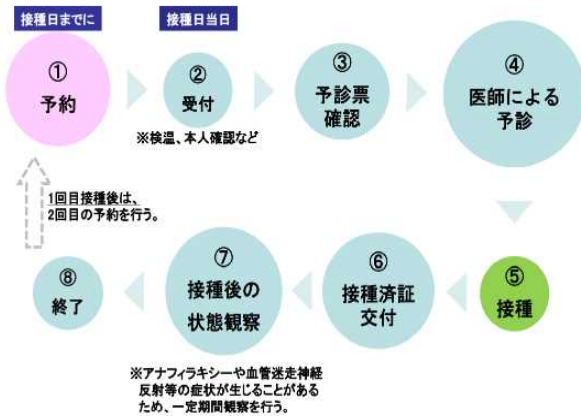 接種日までに
接種日当日
①
予約
②
受付
※検温、本人確認など
③
予診票
確認
④
医師による
予診
⑤
接種
⑥
接種済証
交付
⑦
接種後の
状態観察
※アナフィラキシーや血管迷走神経
反射等の症状が生じることがある
ため、一定期間観察を行う。
⑧
終了
1回目接種後は、
2回目の予約を行う。